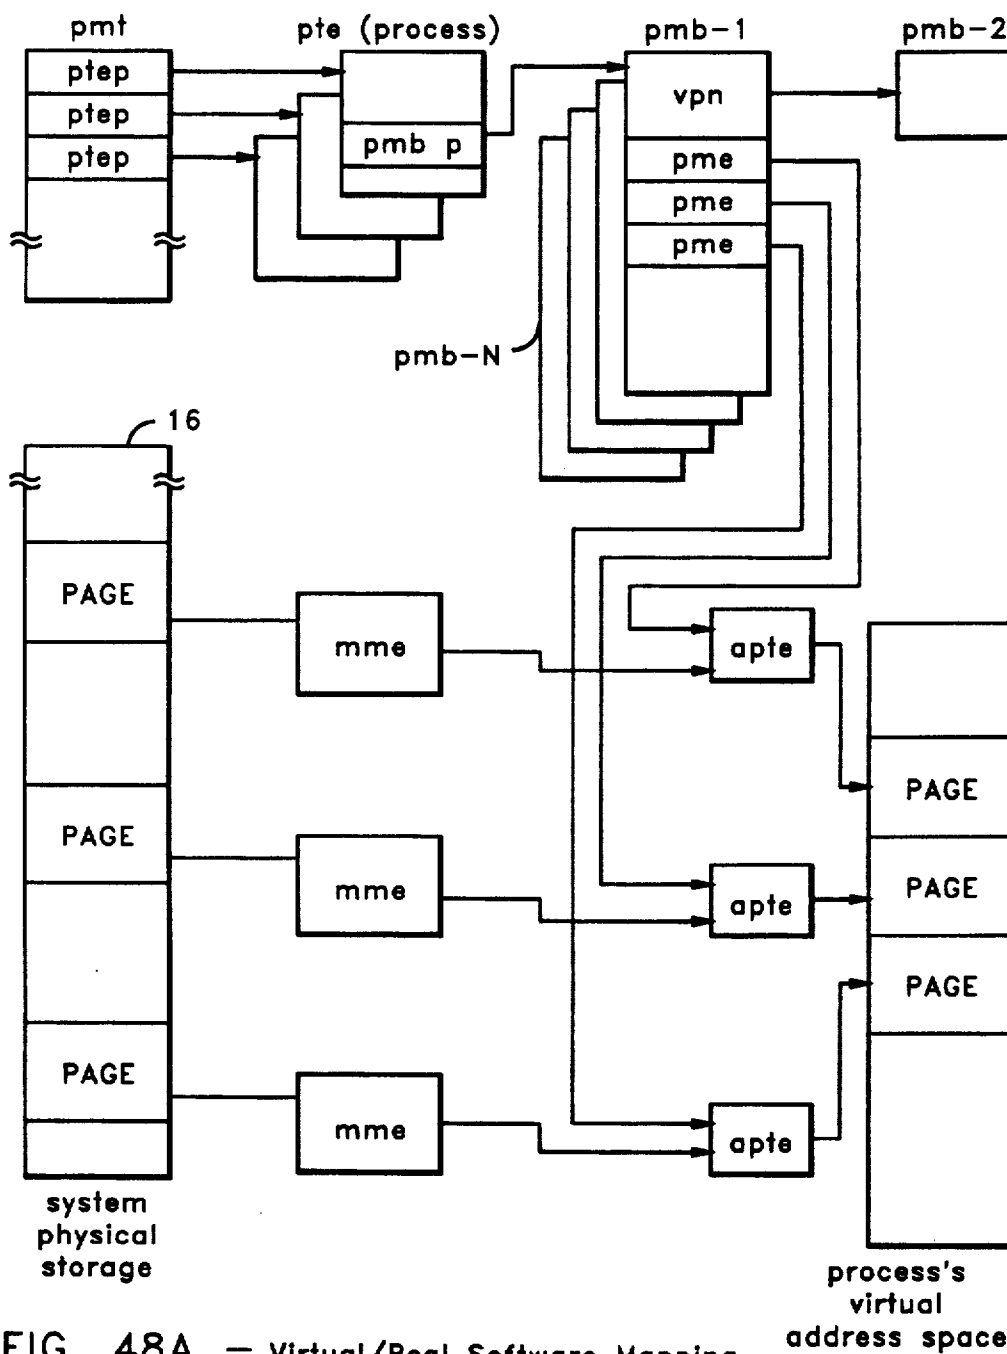 pmt
pte (process)
pmb-1
pmb-2
ptep
ptep
ptep
pmb p
vpn
pme
pme
pme
pmb-N
16
PAGE
mme
apte
PAGE
PAGE
mme
apte
PAGE
PAGE
PAGE
mme
apte
system
physical
storage
process's
virtual
address space
FIG. 48A — Virtual/Real Software Mapping